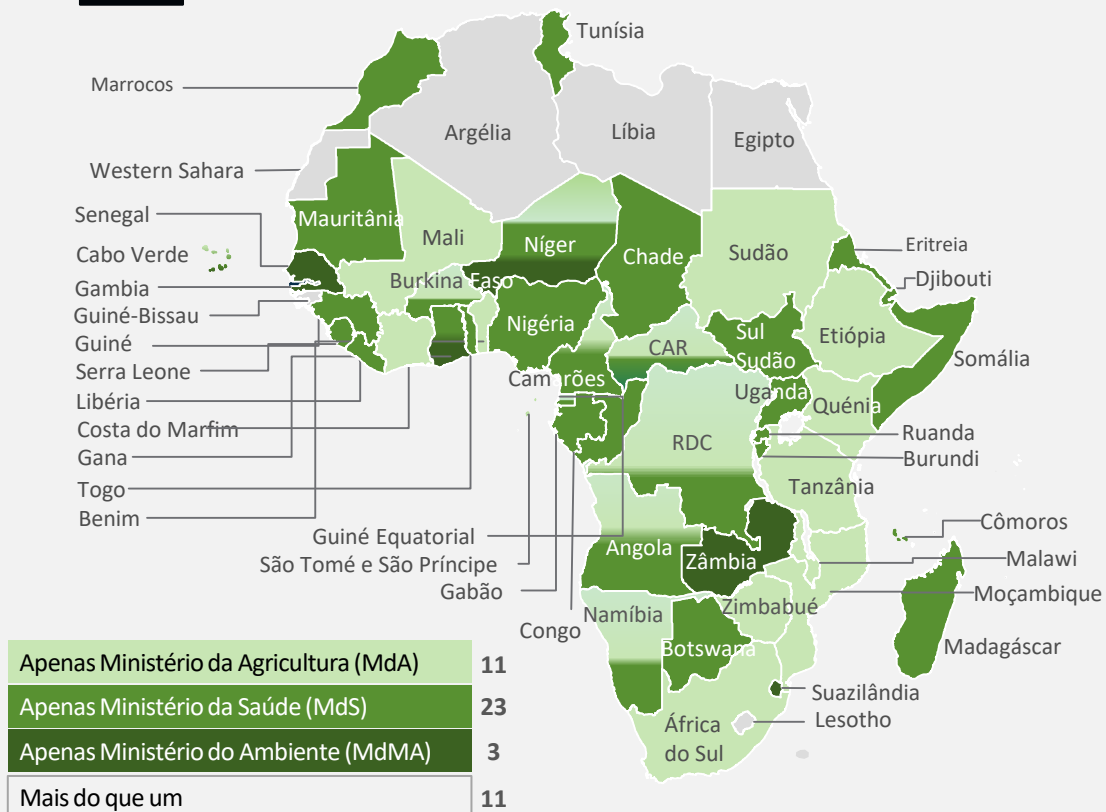 Tunísia
Marrocos
Argélia
Líbia
Egipto
Western Sahara
Senegal
Mauritânia
Mali
Níger
Chade
Sudão
Eritreia
Cabo Verde
Burkina Faso
Djibouti
Gambia
Guiné-Bissau
Nigéria
Sul
Sudão
Etiópia
Guiné
CAR
Somália
Serra Leone
Camarões
Uganda
Quénia
Libéria
Costa do Marfim
RDC
Ruanda
Gana
Burundi
Togo
Tanzânia
Benim
Cômoros
Guiné Equatorial
Angola
São Tomé e São Príncipe
Zâmbia
Malawi
Gabão
Moçambique
Namíbia
Zimbabué
Congo
Botswana
Madagáscar
Suazilândia
África
do Sul
Lesotho
Apenas Ministério da Agricultura (MdA) 11
Apenas Ministério da Saúde (MdS) 23
Apenas Ministério do Ambiente (MdMA) 3
Mais do que um 11